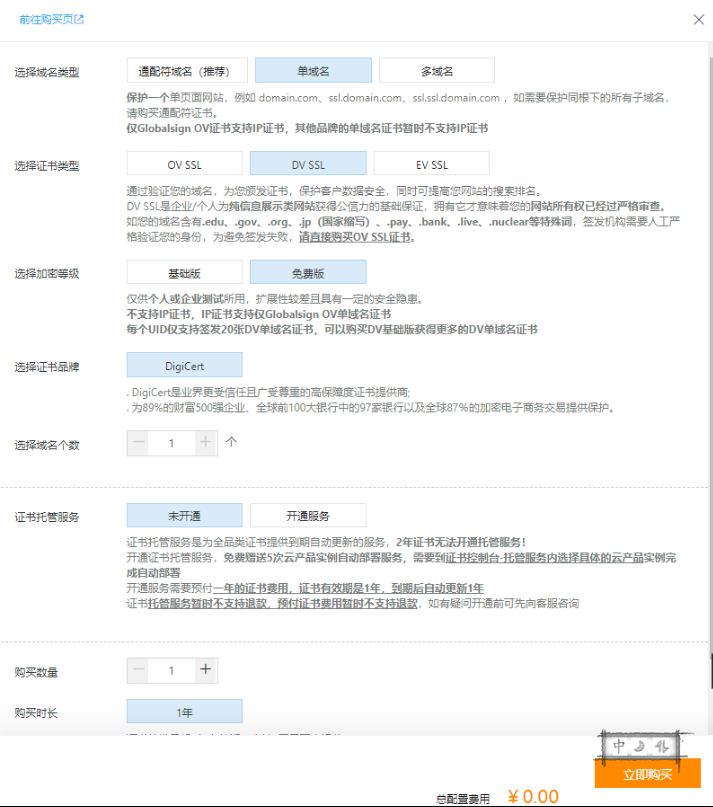 前往购买页
选择域名类型
通配符域名（推荐） 单域名 多域名
保护一个单页面网站，例如 domain.com、ssl.domain.com、ssl.ssl.domain.com ，如需要保护同根下的所有子域名，
请购买通配符证书。
仅Globalsign OV证书支持IP证书，其他品牌的单域名证书暂时不支持IP证书
选择证书类型
OV SSL DV SSL EV SSL
通过验证您的域名，为您颁发证书，保护客户数据安全，同时可提高您网站的搜索排名。
DV SSL是企业/个人为纯信息展示类网站获得公信力的基础保证，拥有它才意味着您的网站所有权已经过严格审查。
如您的域名含有.edu、.gov、.org、.jp（国家缩写）、.pay、.bank、.live、.nuclear等特殊词，签发机构需要人工严
格验证您的身份，为避免签发失败，请直接购买OV SSL证书。
选择加密等级
基础版 免费版
仅供个人或企业测试所用，扩展性较差且具有一定的安全隐患。
不支持IP证书，IP证书支持仅Globalsign OV单域名证书
每个UID仅支持签发20张DV单域名证书，可以购买DV基础版获得更多的DV单域名证书
选择证书品牌
DigiCert
. DigiCert是业界更受信任且广受尊重的高保障度证书提供商;
. 为89%的财富500强企业、全球前100大银行中的97家银行以及全球87%的加密电子商务交易提供保护。
选择域名个数
1 个
证书托管服务
未开通 开通服务
证书托管服务是为全品类证书提供到期自动更新的服务，2年证书无法开通托管服务！
开通证书托管服务，免费赠送5次云产品实例自动部署服务，需要到证书控制台-托管服务内选择具体的云产品实例完
成自动部署
开通服务需要预付一年的证书费用，证书有效期是1年，到期后自动更新1年
证书托管服务暂时不支持退款，预付证书费用暂时不支持退款，如有疑问开通前可先向客服咨询
购买数量
1
购买时长
1年
中
立即购买
总配置费用 ¥ 0.00